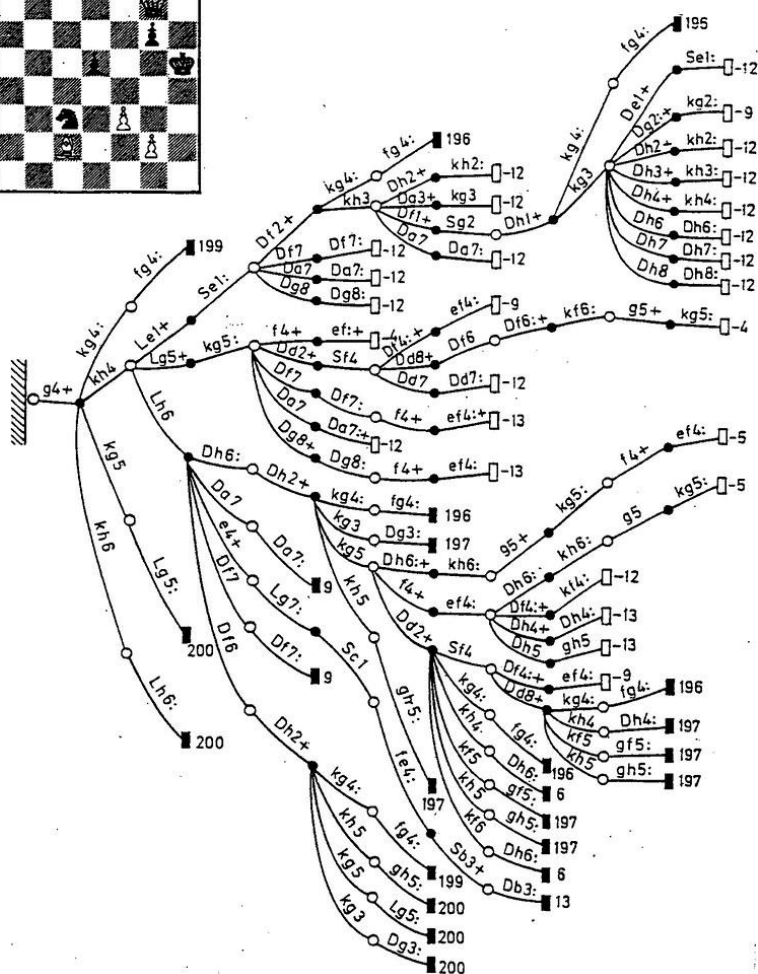 fg4: 195
Se1: -12
De1+
kg4: Dg2:+ kg2: -9
Dh2+ kh2: -12
kg3 Dh3+ kh3: -12
Dh4+ kh4: -12
Dh6 Dh6: -12
Dh7 Dh7: -12
Dh8 Dh8: -12
kg4: fg4: 196
Df2+ kh3 Dh2+ kh2: -12
Da3+ kg3 -12
Df1+ Sg2 Dh1+
Da7 Da7: -12
fg4: 199
Se1: Df7 Df7: -12
Da7 Da7: -12
Dg8 Dg8: -12
kg4: Le1+
g4+ kh4 Lg5+ kg5: f4+ ef:+ -4
Dd2+ Sf4 Df4:+ ef4: -9
Dd8+ Df6 Df6:+ kf6: g5+ kg5: -4
Dd7 Dd7: -12
Df7 Df7: f4+ ef4:+ -13
Da7 Da7:+ -12
Dg8+ Dg8: f4+ ef4: -13
Lh6 Dh6: Dh2+ kg4: fg4: 196
kg3 Dg3: 197
kg5 Dh6:+ kh6: g5+ kg5: f4+ ef4: -5
f4+ ef4: Dh6: kh6: g5 kg5: -5
Df4:+ kf4: -12
Dh4+ Dh4: -13
Dh5 gh5 -13
Dd2+ Sf4 Df4:+ ef4: -9
Dd8+ kg4: fg4: 196
kh4 Dh4: 197
kf5 gf5: 197
kh5 gh5: 197
kg4: fg4: 196
kh4 Dh6: 6
kf5 gf5: 197
kh5 gh5: 197
kf6 Dh6: 6
kh5 gh5: 197
Da7 Da7: 9
e4+ Lg7: Sc1 fe4: Sb3+ Db3: 13
Df7 Df7: 9
Df6 Dh2+ kg4: fg4: 199
kh5 gh5: 200
kg5 Lg5: 200
kg3 Dg3: 200
kg5 Lg5: 200
kh6 Lh6: 200